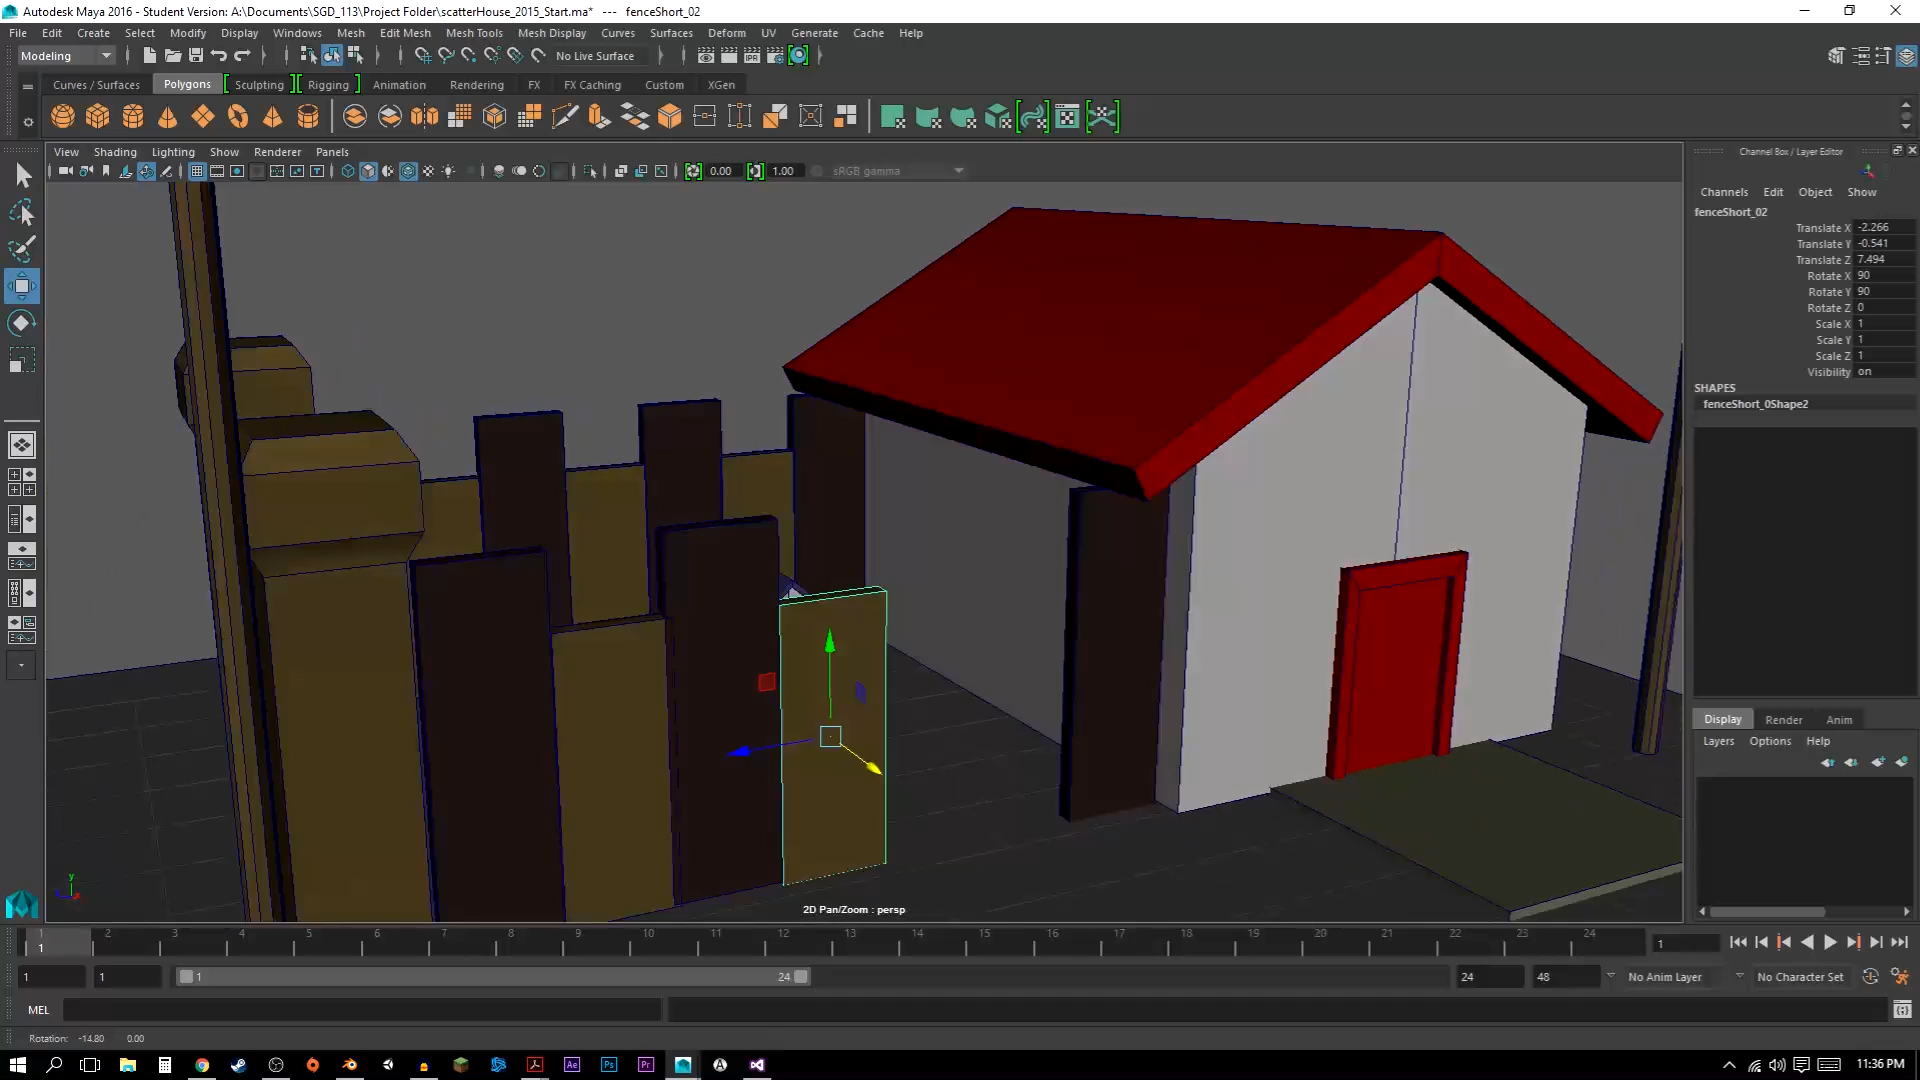 Autodesk Maya 2016 - Student Version: A:\Documents\SGD_113\Project Folder\scatterHouse_2015_Start.ma*  ---  fenceShort_02
File Edit Create Select Modify Display Windows Mesh Edit Mesh Mesh Tools Mesh Display Curves Surfaces Deform UV Generate Cache Help
Modeling No Live Surface
Curves / Surfaces Polygons Sculpting Rigging Animation Rendering FX FX Caching Custom XGen
View Shading Lighting Show Renderer Panels
0.00 1.00 sRGB gamma
Channel Box / Layer Editor
Channels Edit Object Show
fenceShort_02
Translate X -2.266
Translate Y -0.541
Translate Z 7.494
Rotate X 90
Rotate Y 90
Rotate Z 0
Scale X 1
Scale Y 1
Scale Z 1
Visibility on
SHAPES
fenceShort_0Shape2
Display Render Anim
Layers Options Help
y
2D Pan/Zoom : persp
1 2 3 4 5 6 7 8 9 10 11 12 13 14 15 16 17 18 19 20 21 22 23 24
1 1
1 1 1 24 24 48 No Anim Layer No Character Set
MEL
Rotation: -14.80 0.00
Ae Ps Pr 11:36 PM